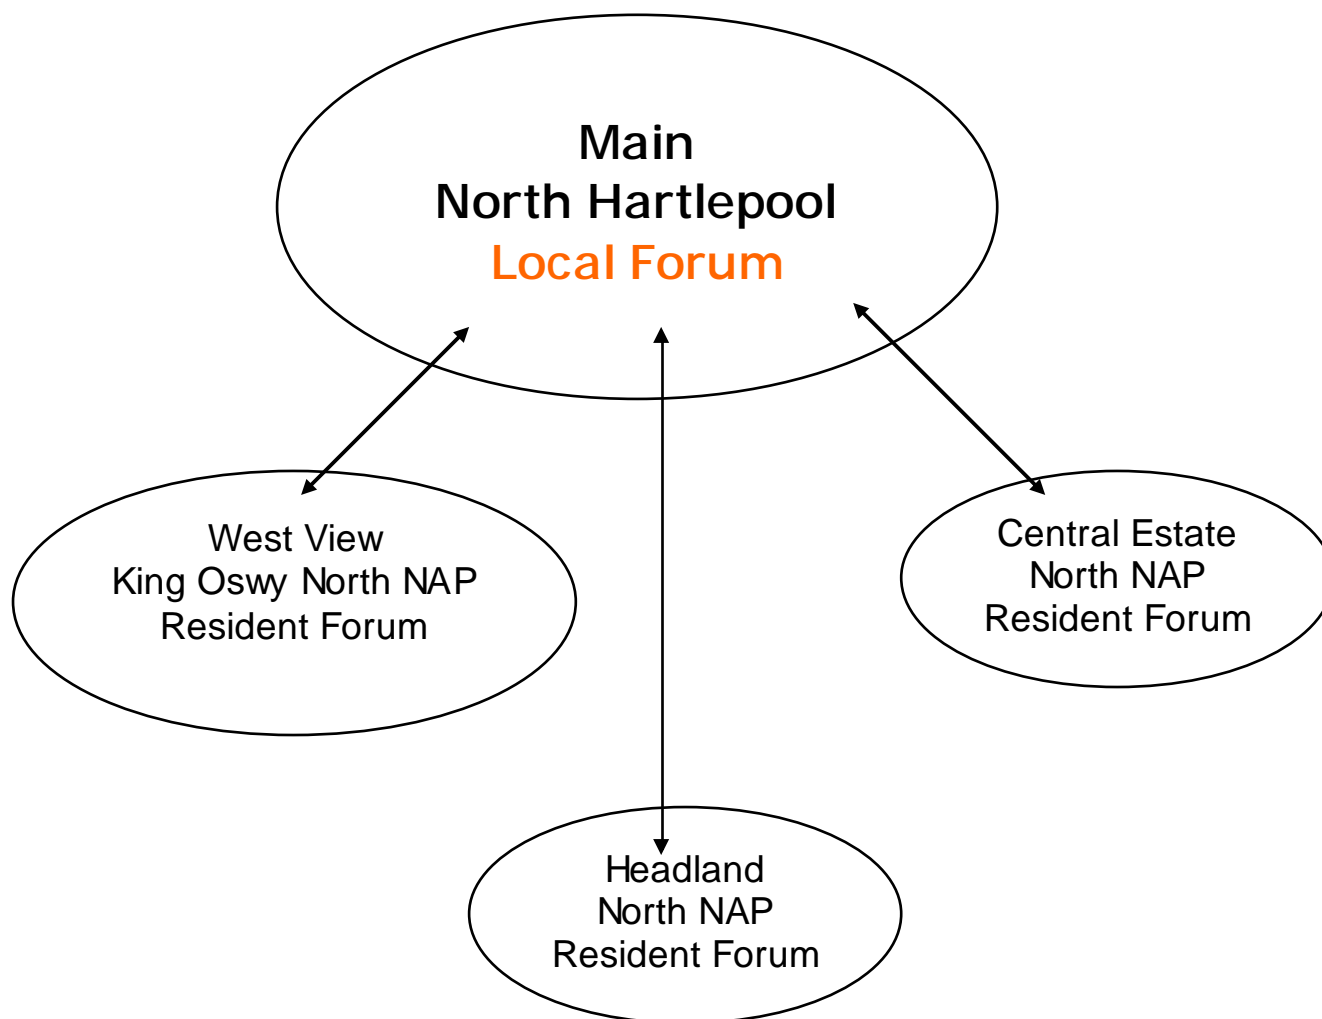 Main
North Hartlepool
Local Forum
West View
King Oswy North NAP
Resident Forum
Central Estate
North NAP
Resident Forum
Headland
North NAP
Resident Forum